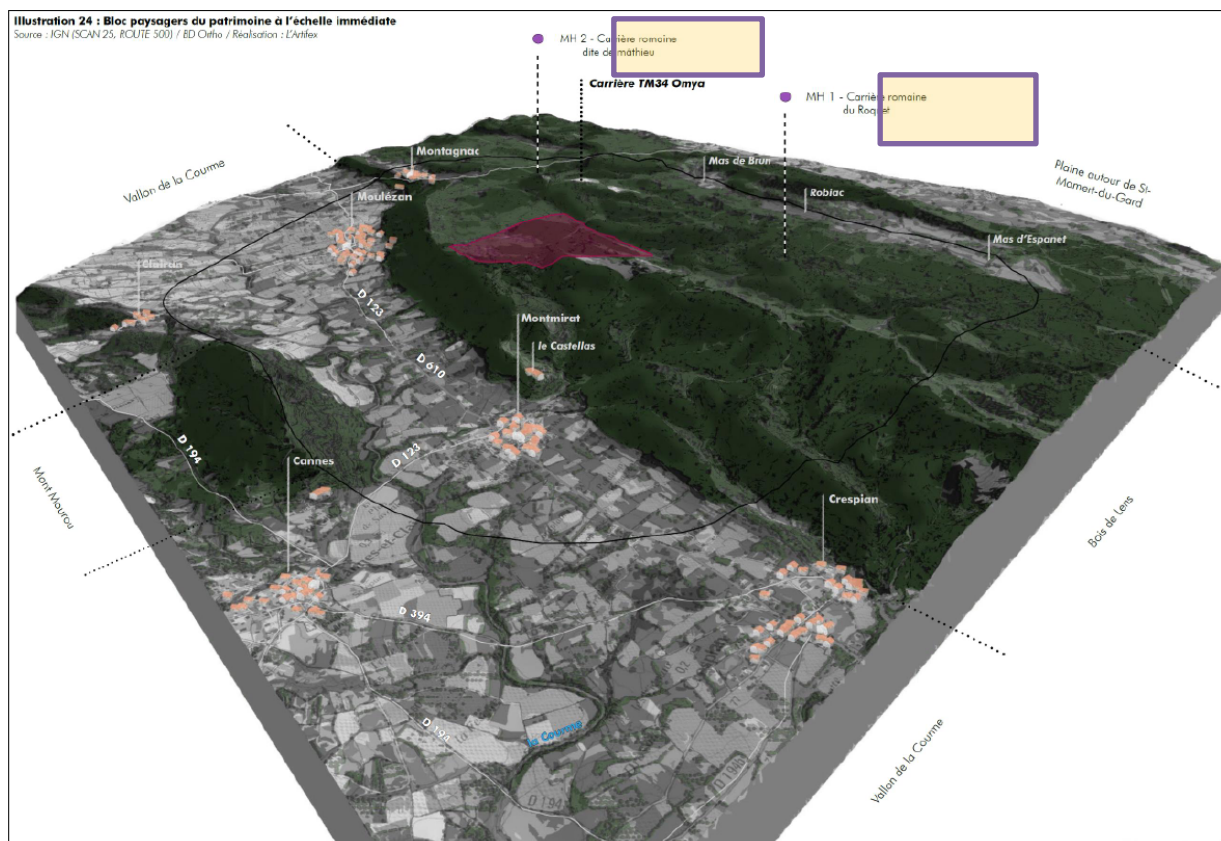 Illustration 24 : Bloc paysagers du patrimoine à l'échelle immédiate
Source : IGN (SCAN 25, ROUTE 500) / BD Ortho / Réalisation : L'Artifex
MH 2 - Carrière romaine
dite de mathieu
Carrière TM34 Omya
MH 1 - Carrière romaine
du Roquet
Vallon de la Courme
Montagnac
Mas de Brun
Plaine autour de St-
Mamert-du-Gard
Moulézan
Robiac
Mas d'Espanet
Clairan
D 123
Montmirat
le Castellas
D 610
D 194
D 123
Cannes
Mont Mourou
Crespian
Bois de Lens
D 394
D 194
la Courme
Vallon de la Courme
D 194